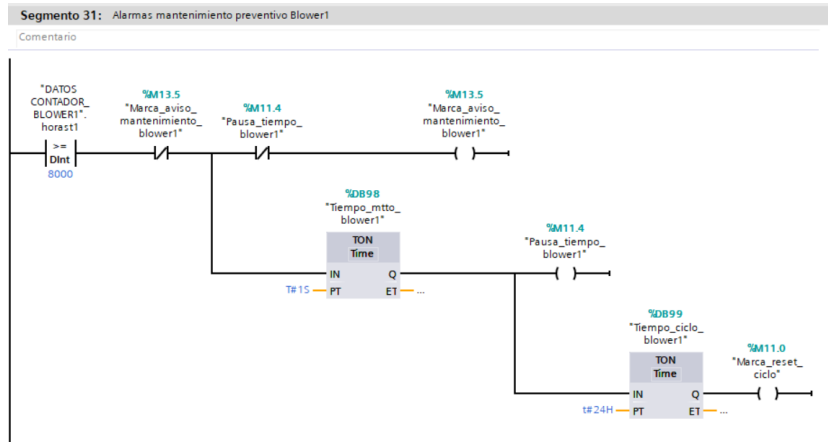 Segmento 31: Alarmas mantenimiento preventivo Blower1
Comentario
"DATOS
CONTADOR_
BLOWER1".
horast1
>=
DInt
8000
%M13.5
"Marca_aviso_
mantenimiento_
blower1"
%M11.4
"Pausa_tiempo_
blower1"
%M13.5
"Marca_aviso_
mantenimiento_
blower1"
%DB98
"Tiempo_mtto_
blower1"
TON
Time
IN Q
T#1S PT ET ...
%M11.4
"Pausa_tiempo_
blower1"
%DB99
"Tiempo_ciclo_
blower1"
TON
Time
IN Q
t#24H PT ET ...
%M11.0
"Marca_reset_
ciclo"